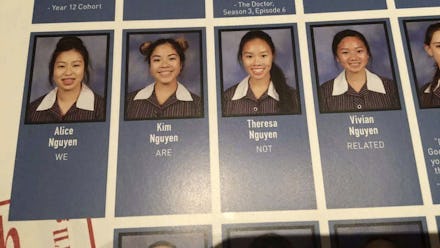 - Year 12 Cohort
- The Doctor,
Season 3, Episode 6
Alice
Nguyen
WE
Kim
Nguyen
ARE
Theresa
Nguyen
NOT
Vivian
Nguyen
RELATED